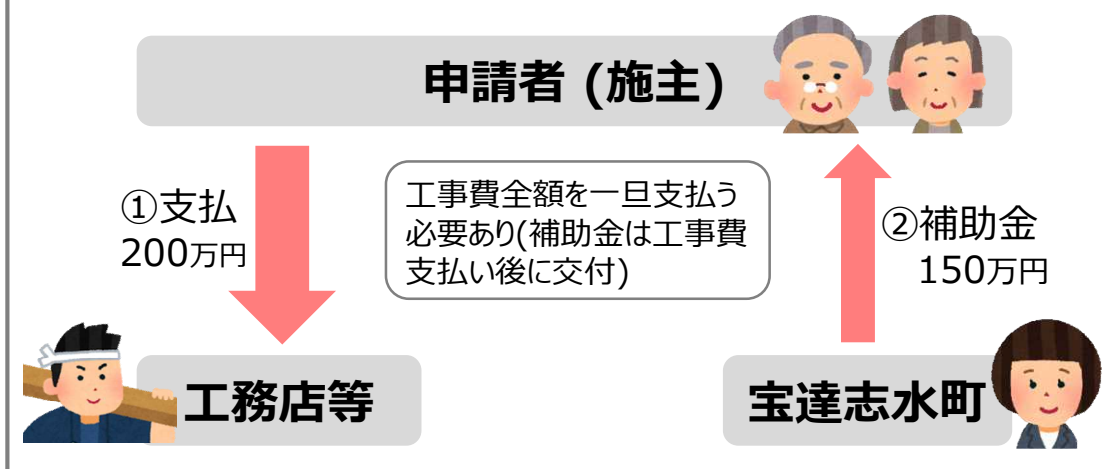 申請者 (施主)
①支払
200万円
工事費全額を一旦支払う
必要あり(補助金は工事費
支払い後に交付)
②補助金
150万円
工務店等
宝達志水町